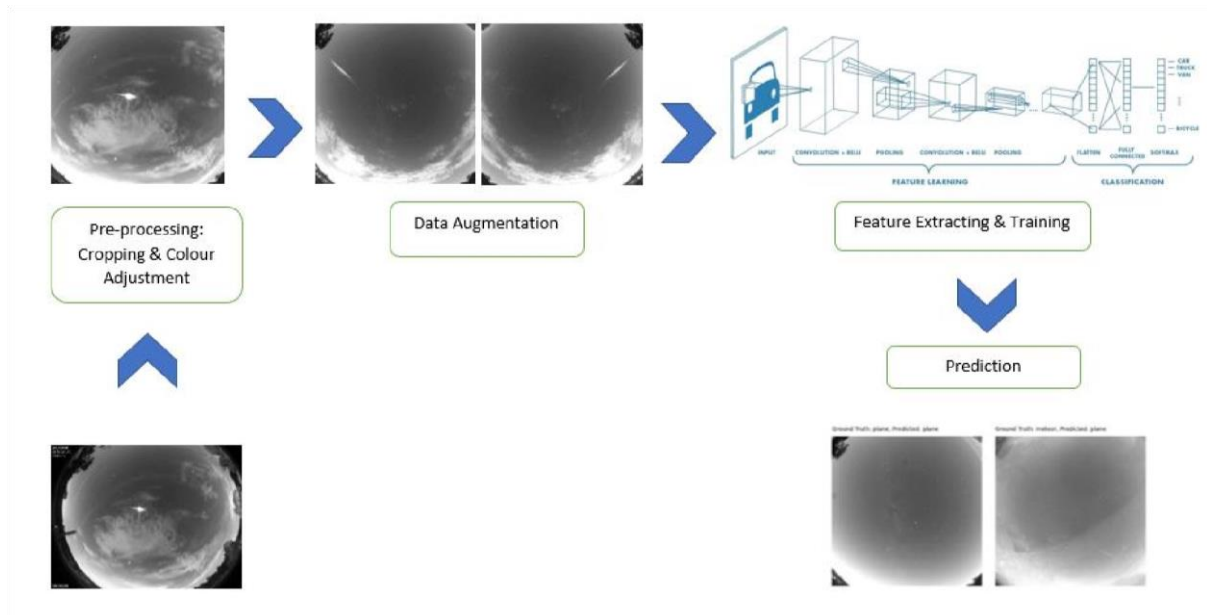 Pre-processing:
Cropping & Colour
Adjustment
Data Augmentation
INPUT
CONVOLUTION + RELU
POOLING
CONVOLUTION + RELU
POOLING
FLATTEN
FULLY
CONNECTED
SOFTMAX
FEATURE LEARNING
CLASSIFICATION
CAR
TRUCK
VAN
BICYCLE
Feature Extracting & Training
Prediction
Ground Truth: plane, Predicted: plane
Ground Truth: meteor, Predicted: plane